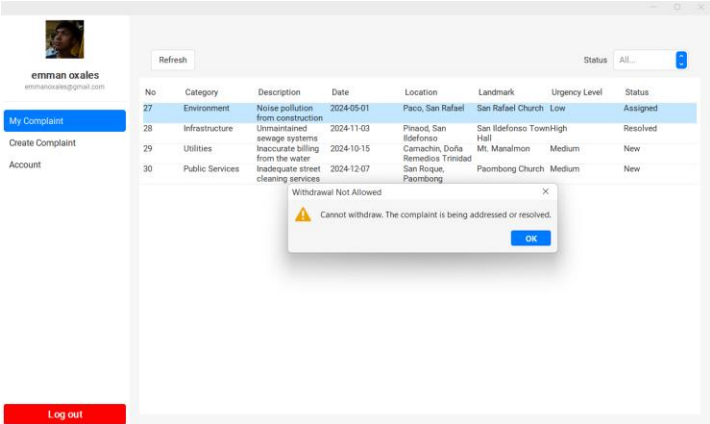 emman oxales
emmanoxales@gmail.com
My Complaint
Create Complaint
Account
Log out
Refresh
Status All...
No Category Description Date Location Landmark Urgency Level Status
27 Environment Noise pollution from construction 2024-05-01 Paco, San Rafael San Rafael Church Low Assigned
28 Infrastructure Unmaintained sewage systems 2024-11-03 Pinaod, San Ildefonso San Ildefonso Town Hall High Resolved
29 Utilities Inaccurate billing from the water 2024-10-15 Camachin, Doña Remedios Trinidad Mt. Manalmon Medium New
30 Public Services Inadequate street cleaning services 2024-12-07 San Roque, Paombong Paombong Church Medium New
Withdrawal Not Allowed
Cannot withdraw. The complaint is being addressed or resolved.
OK